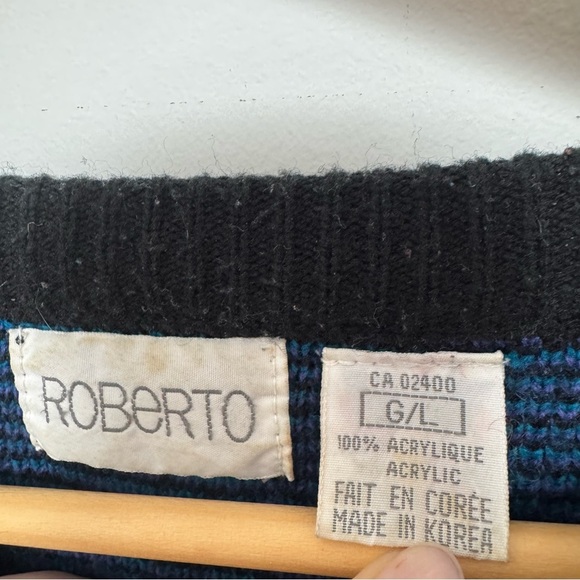 ROBERTO
CA 02400
G/L
100% ACRYLIQUE
ACRYLIC
FAIT EN CORÉE
MADE IN KOREA